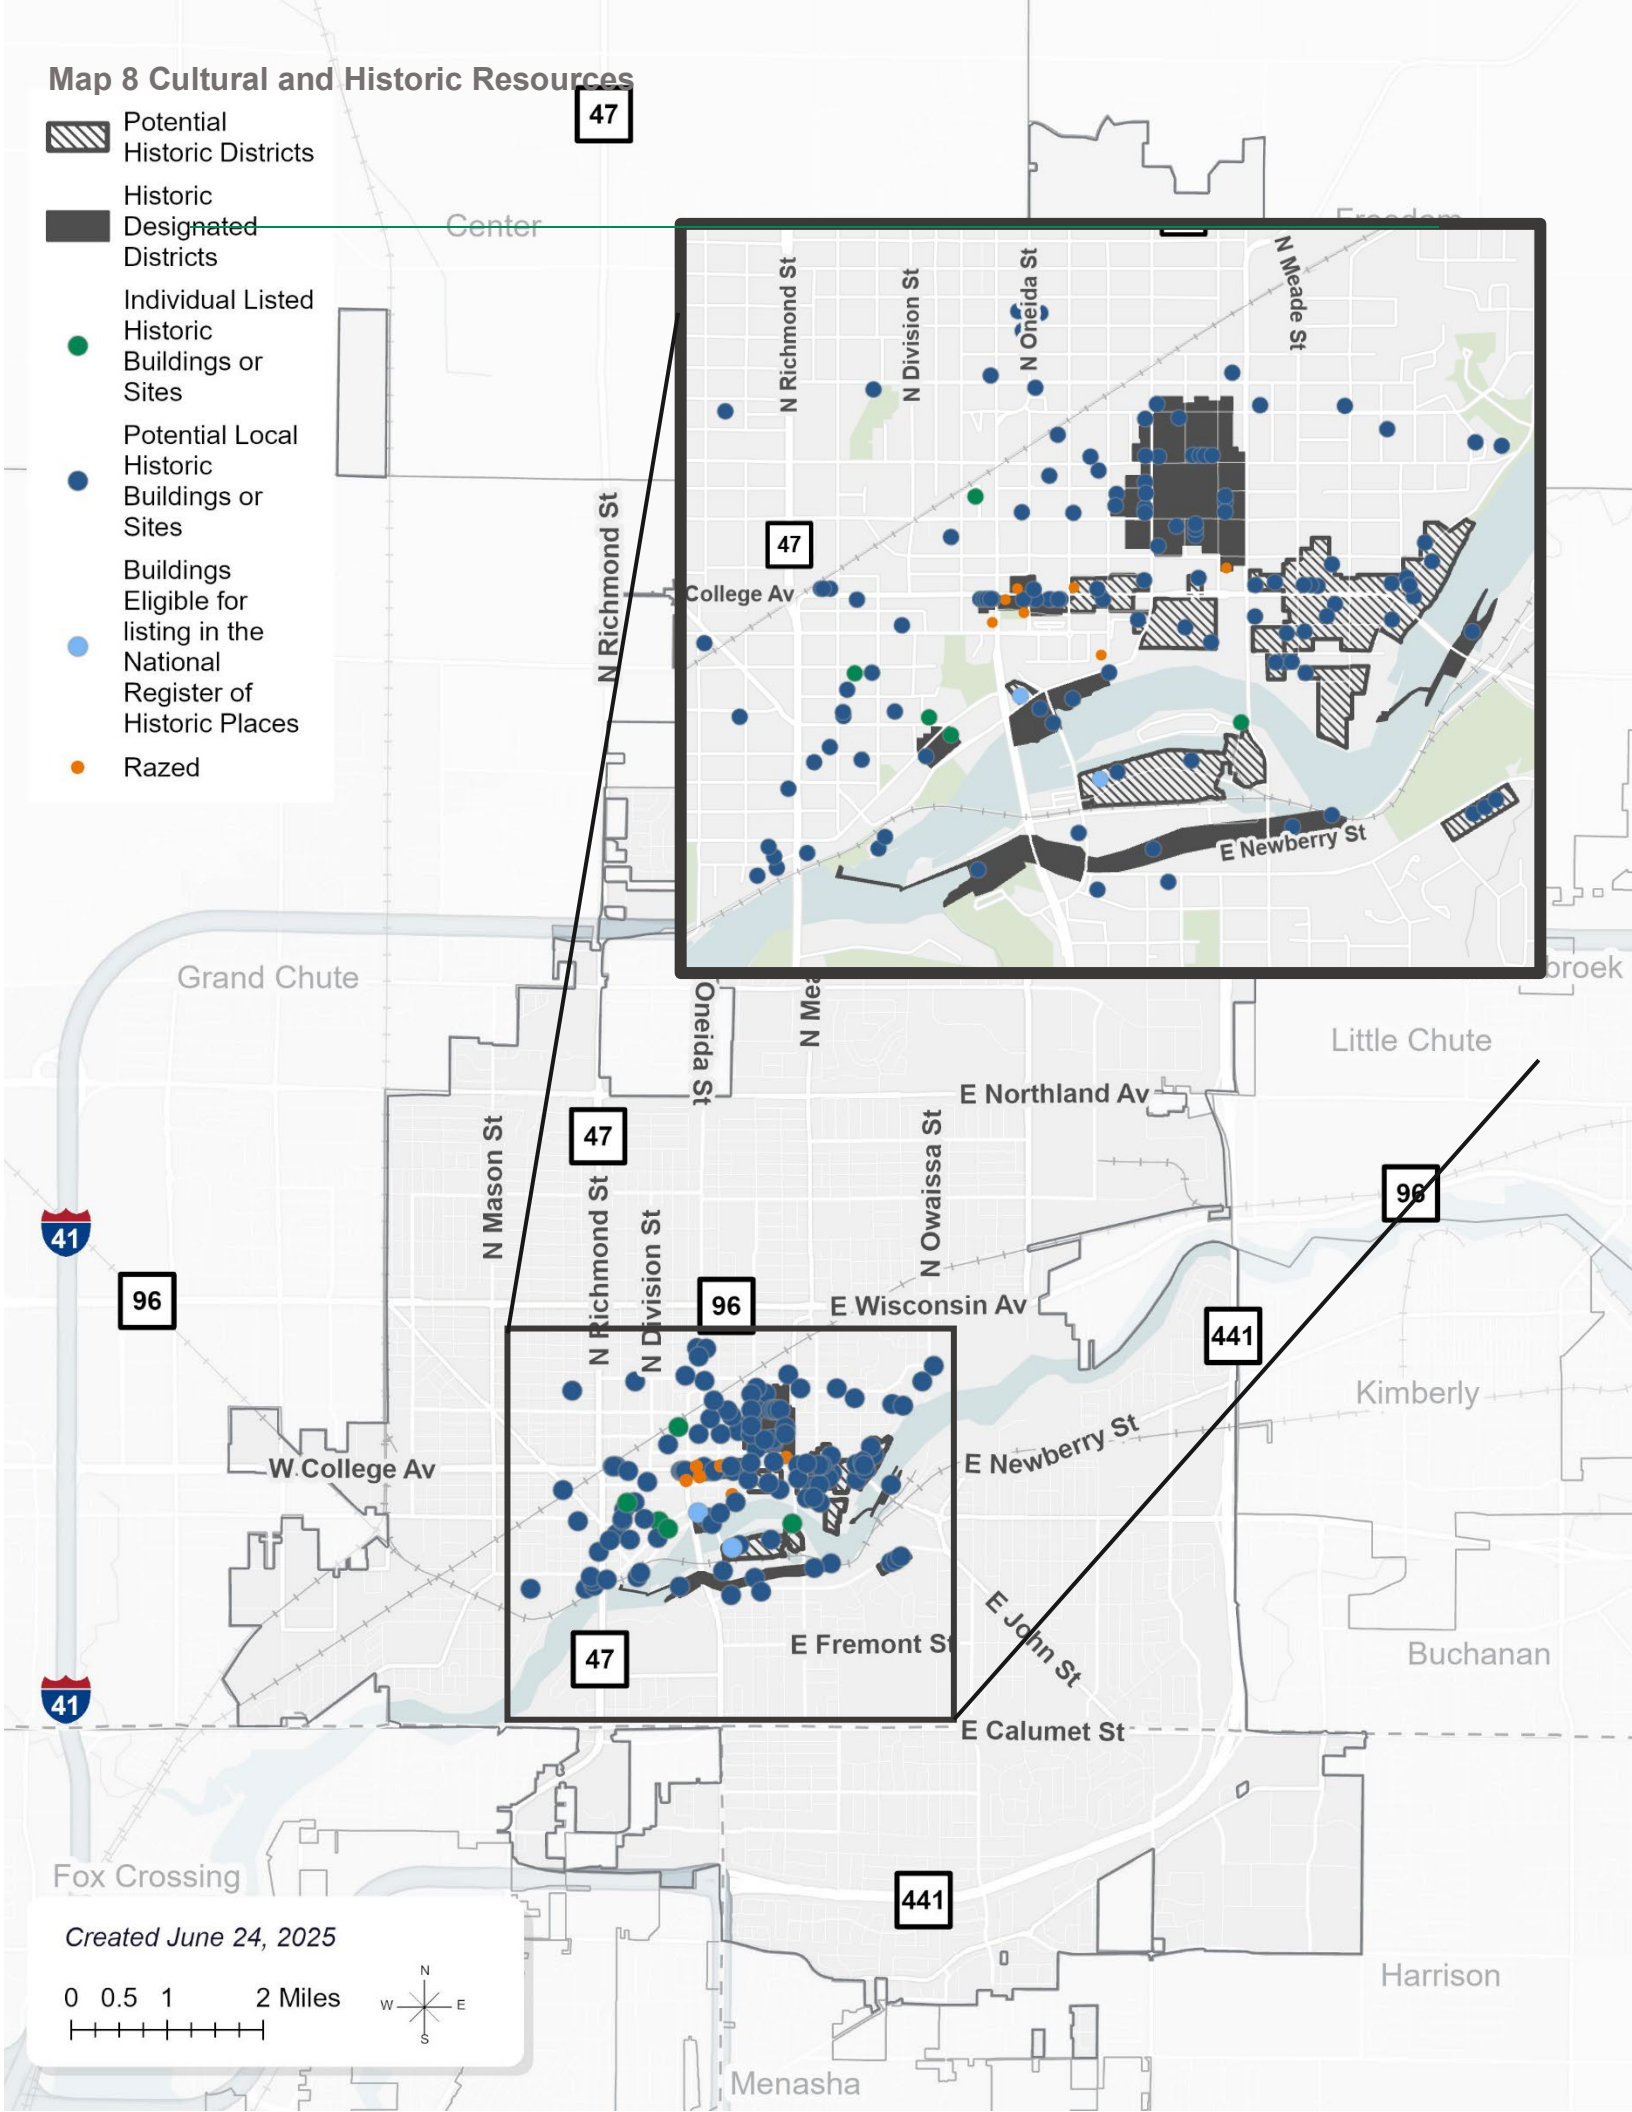 Map 8 Cultural and Historic Resources
Potential
Historic Districts
Historic
Designated
Districts
Individual Listed
Historic
Buildings or
Sites
Potential Local
Historic
Buildings or
Sites
Buildings
Eligible for
listing in the
National
Register of
Historic Places
Razed
47
Center
Freedom
N Richmond St
N Division St
N Oneida St
N Meade St
47
College Av
E Newberry St
N Richmond St
Grand Chute
broek
Oneida St
N Mea
Little Chute
E Northland Av
N Mason St
47
N Richmond St
N Division St
N Owaissa St
96
41
96
96
E Wisconsin Av
441
Kimberly
W College Av
E Newberry St
E John St
47
E Fremont St
Buchanan
41
E Calumet St
Fox Crossing
441
Created June 24, 2025
0 0.5 1 2 Miles
N
W E
S
Harrison
Menasha